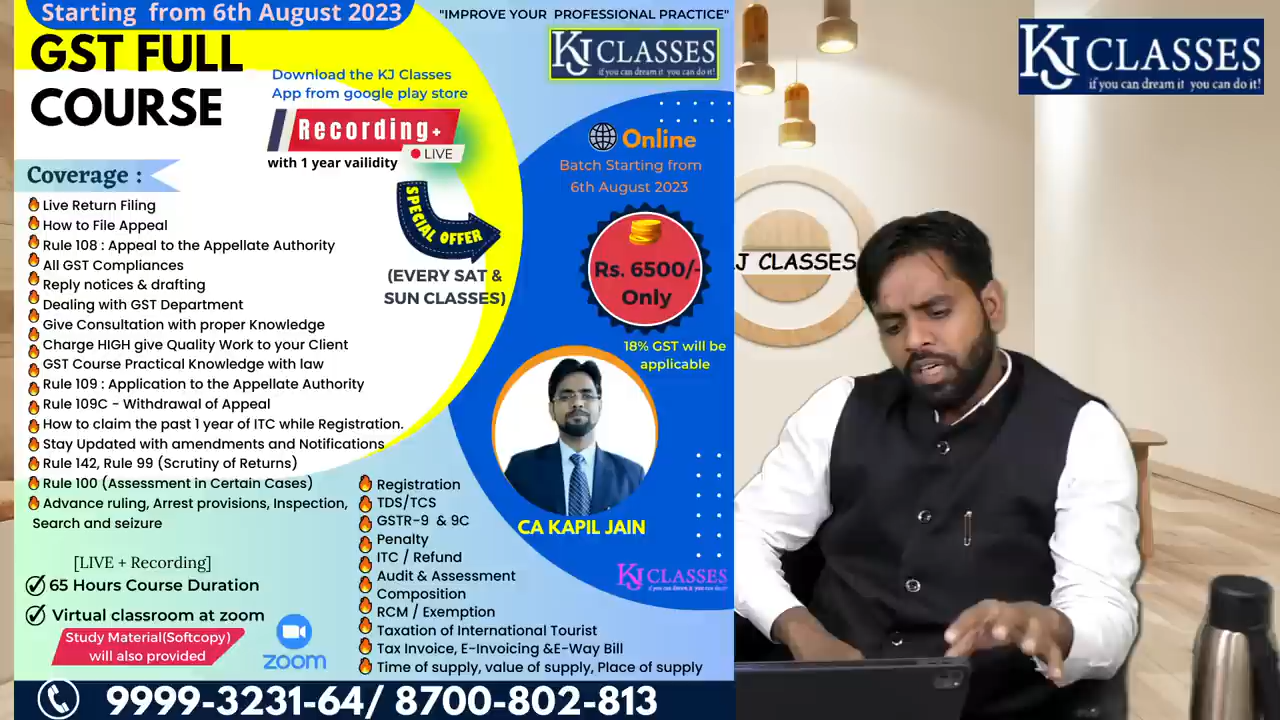 Starting from 6th August 2023
"IMPROVE YOUR PROFESSIONAL PRACTICE"
GST FULL
COURSE
KJ CLASSES
if you can dream it you can do it!
KJ CLASSES
if you can dream it you can do it!
Download the KJ Classes
App from google play store
Recording+
LIVE
with 1 year vailidity
Online
Batch Starting from
6th August 2023
Coverage :
Live Return Filing
How to File Appeal
Rule 108 : Appeal to the Appellate Authority
All GST Compliances
Reply notices & drafting
Dealing with GST Department
Give Consultation with proper Knowledge
Charge HIGH give Quality Work to your Client
GST Course Practical Knowledge with law
Rule 109 : Application to the Appellate Authority
Rule 109C - Withdrawal of Appeal
How to claim the past 1 year of ITC while Registration.
Stay Updated with amendments and Notifications
Rule 142, Rule 99 (Scrutiny of Returns)
Rule 100 (Assessment in Certain Cases)
Advance ruling, Arrest provisions, Inspection,
Search and seizure
SPECIAL OFFER
(EVERY SAT &
SUN CLASSES)
Rs. 6500/-
Only
18% GST will be
applicable
CA KAPIL JAIN
KJ CLASSES
if you can dream it you can do it!
Registration
TDS/TCS
GSTR-9 & 9C
Penalty
ITC / Refund
Audit & Assessment
Composition
RCM / Exemption
Taxation of International Tourist
Tax Invoice, E-Invoicing &E-Way Bill
Time of supply, value of supply, Place of supply
[LIVE + Recording]
65 Hours Course Duration
Virtual classroom at zoom
Study Material(Softcopy)
will also provided
zoom
9999-3231-64/ 8700-802-813
J CLASSES